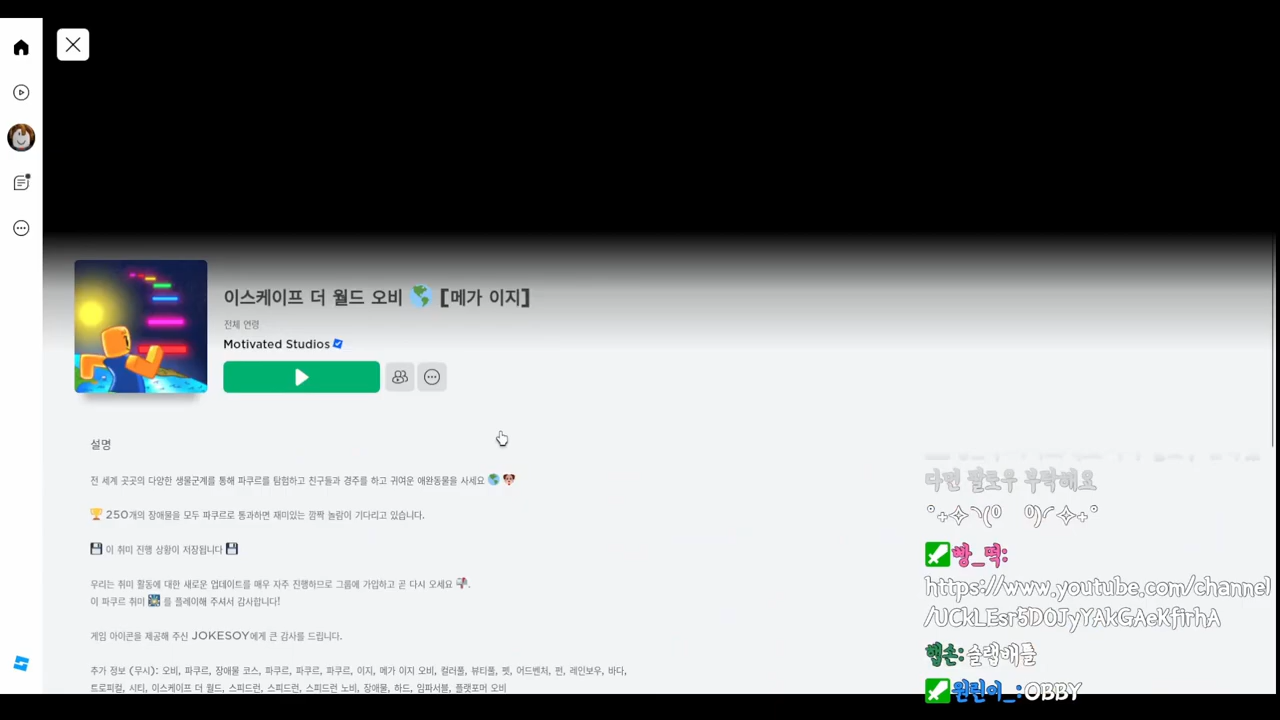 이스케이프 더 월드 오비 🌎 [메가 이지]
전체 연령
Motivated Studios
설명
전 세계 곳곳의 다양한 생물군계를 통해 파쿠르를 탐험하고 친구들과 경주를 하고 귀여운 애완동물을 사세요 🌎 🐶
🏆 250개의 장애물을 모두 파쿠르로 통과하면 재미있는 깜짝 놀람이 기다리고 있습니다.
💾 이 취미 진행 상황이 저장됩니다 💾
우리는 취미 활동에 대한 새로운 업데이트를 매우 자주 진행하므로 그룹에 가입하고 곧 다시 오세요 📬.
이 파쿠르 취미 🎆 를 플레이해 주셔서 감사합니다!
게임 아이콘을 제공해 주신 JOKESOY에게 큰 감사를 드립니다.
추가 정보 (무시): 오비, 파쿠르, 장애물 코스, 파쿠르, 파쿠르, 파쿠르, 이지, 메가 이지 오비, 컬러풀, 뷰티풀, 펫, 어드벤처, 펀, 레인보우, 바다,
트로피컬, 시티, 이스케이프 더 월드, 스피드런, 스피드런, 스피드런 노비, 장애물, 하드, 임파서블, 플랫포머 오비
다면 팔로우 부탁해요
빵_떡:
https://www.youtube.com/channel
/UCkLEsr5D0JyYAkGAeKfirhA
햅손:슬랩배틀
원린이_:OBBY